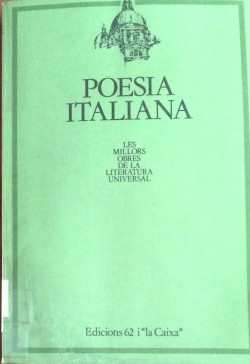 POESIA
ITALIANA
LES
MILLORS
OBRES
DE LA
LITERATURA
UNIVERSAL
Edicions 62 i "la Caixa"